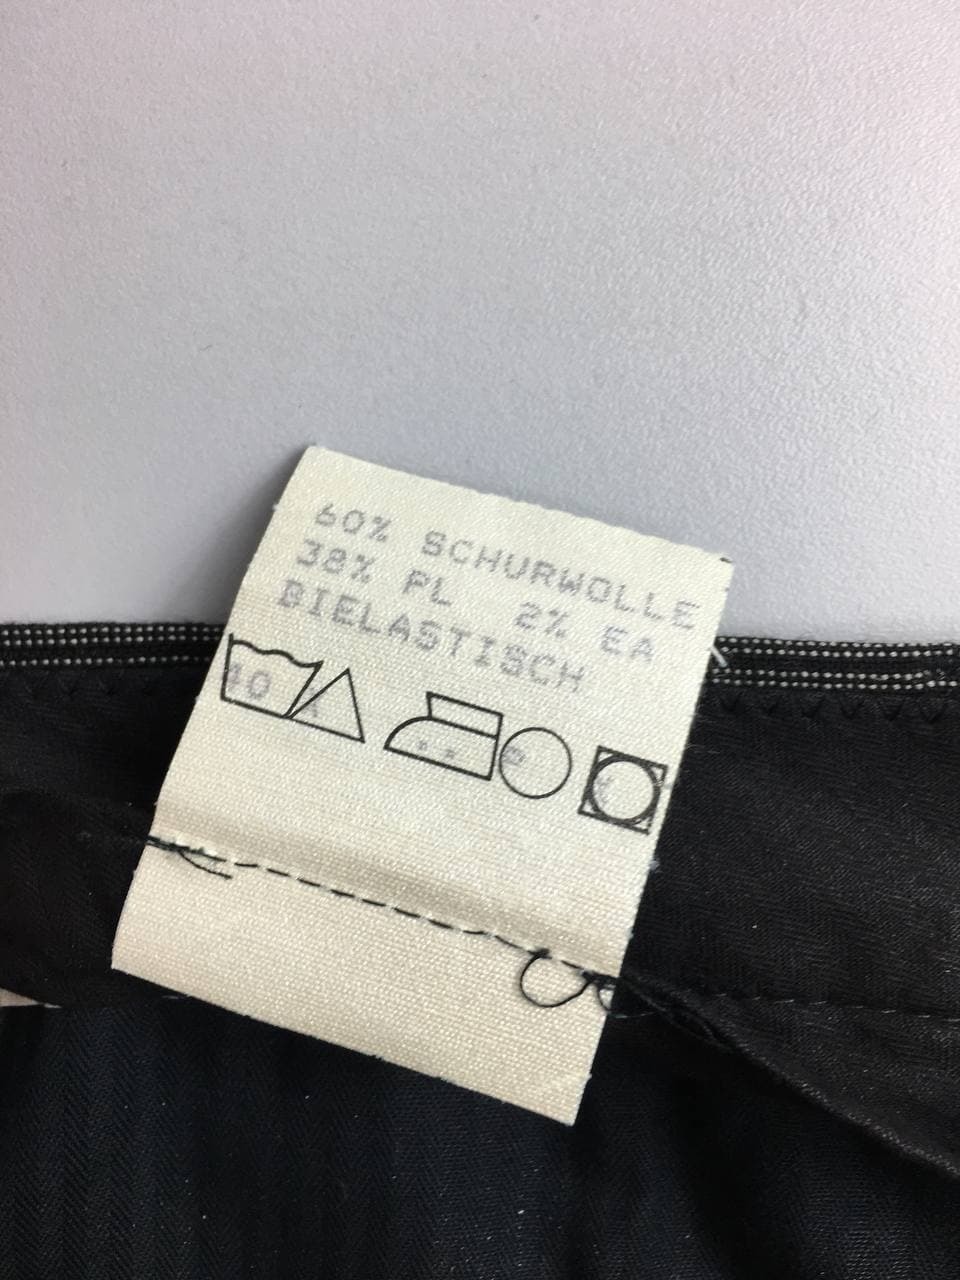 60% SCHURWOLLE
38% PL 2% EA
BIELASTISCH